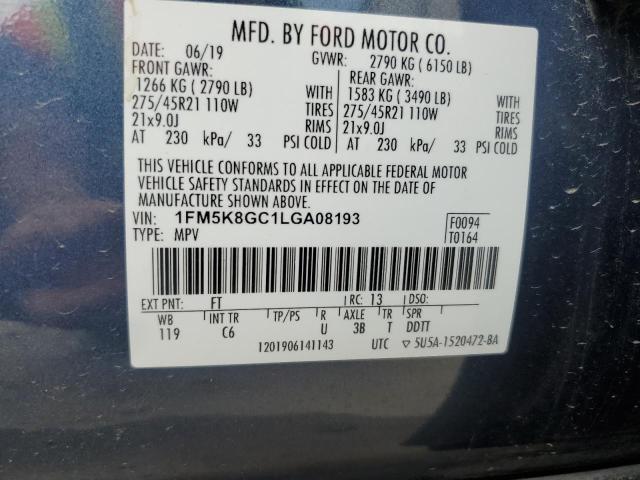 MFD. BY FORD MOTOR CO.
DATE: 06/19 GVWR: 2790 KG ( 6150 LB)
FRONT GAWR: REAR GAWR:
1266 KG ( 2790 LB) WITH 1583 KG ( 3490 LB) WITH
275/45R21 110W TIRES 275/45R21 110W TIRES
21x9.0J RIMS 21x9.0J RIMS
AT 230 kPa/ 33 PSI COLD AT 230 kPa/ 33 PSI COLD
THIS VEHICLE CONFORMS TO ALL APPLICABLE FEDERAL MOTOR
VEHICLE SAFETY STANDARDS IN EFFECT ON THE DATE OF
MANUFACTURE SHOWN ABOVE.
VIN: 1FM5K8GC1LGA08193 F0094
TYPE: MPV T0164
EXT PNT: FT RC: 13 DSO:
WB INT TR TP/PS R AXLE TR SPR
119 C6 U 3B T DDTT
1201906141143 UTC ▽ 5U5A-1520472-BA